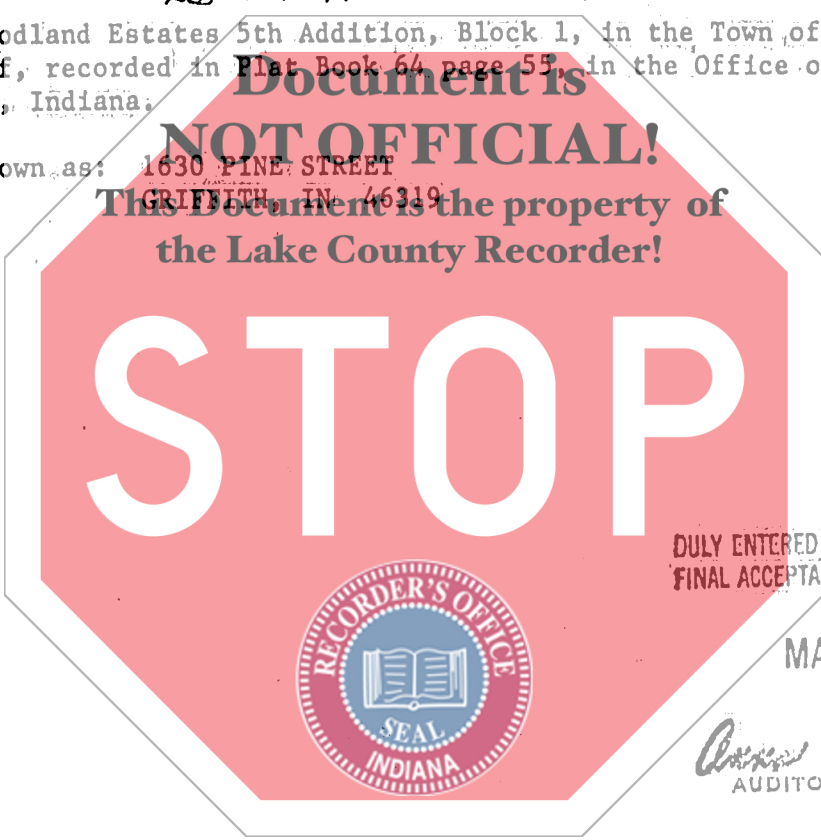 odland Estates 5th Addition, Block 1, in the Town of
f, recorded in Plat Book 64 page 55, in the Office o
, Indiana.
own as: 1630 PINE STREET
GRIFFITH, IN 46319
Document is
NOT OFFICIAL!
This Document is the property of
the Lake County Recorder!
STOP
DULY ENTERED
FINAL ACCEPTA
MA
RECORDER'S OFFICE
SEAL
INDIANA
AUDITO